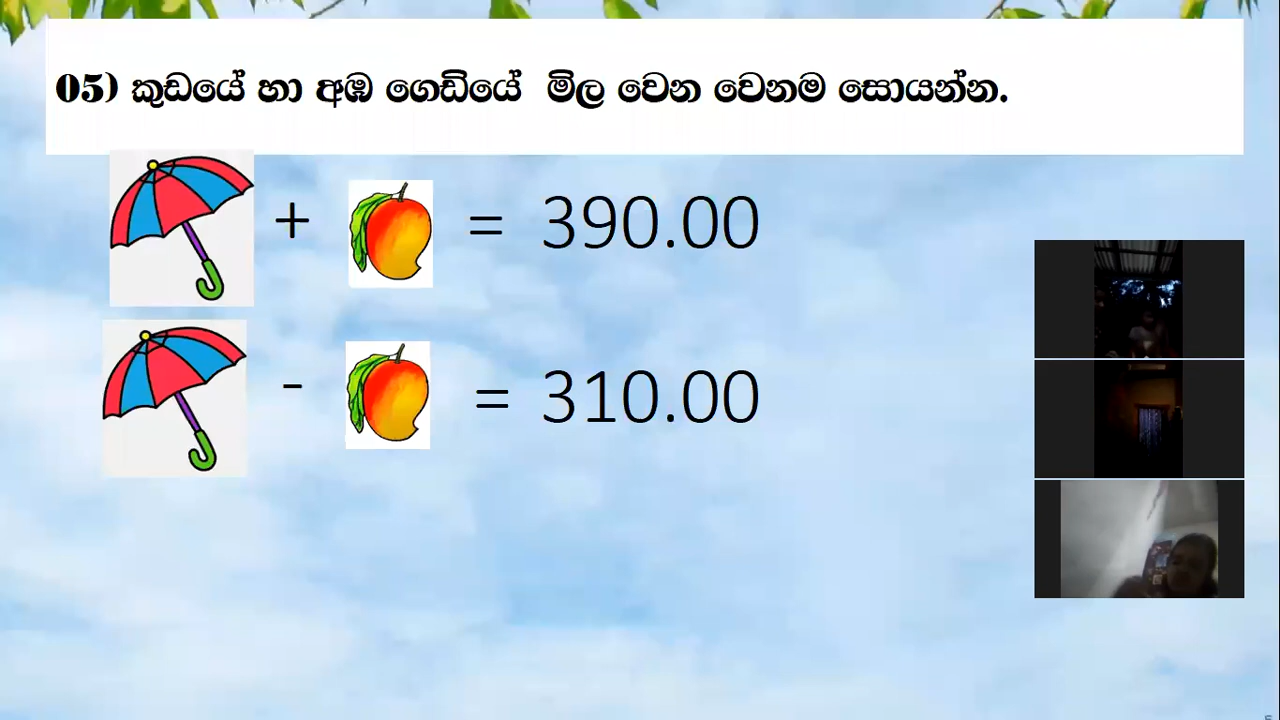 05) කුඩයේ හා අඹ ගෙඩියේ මිල වෙන වෙනම සොයන්න.
+ = 390.00
- = 310.00